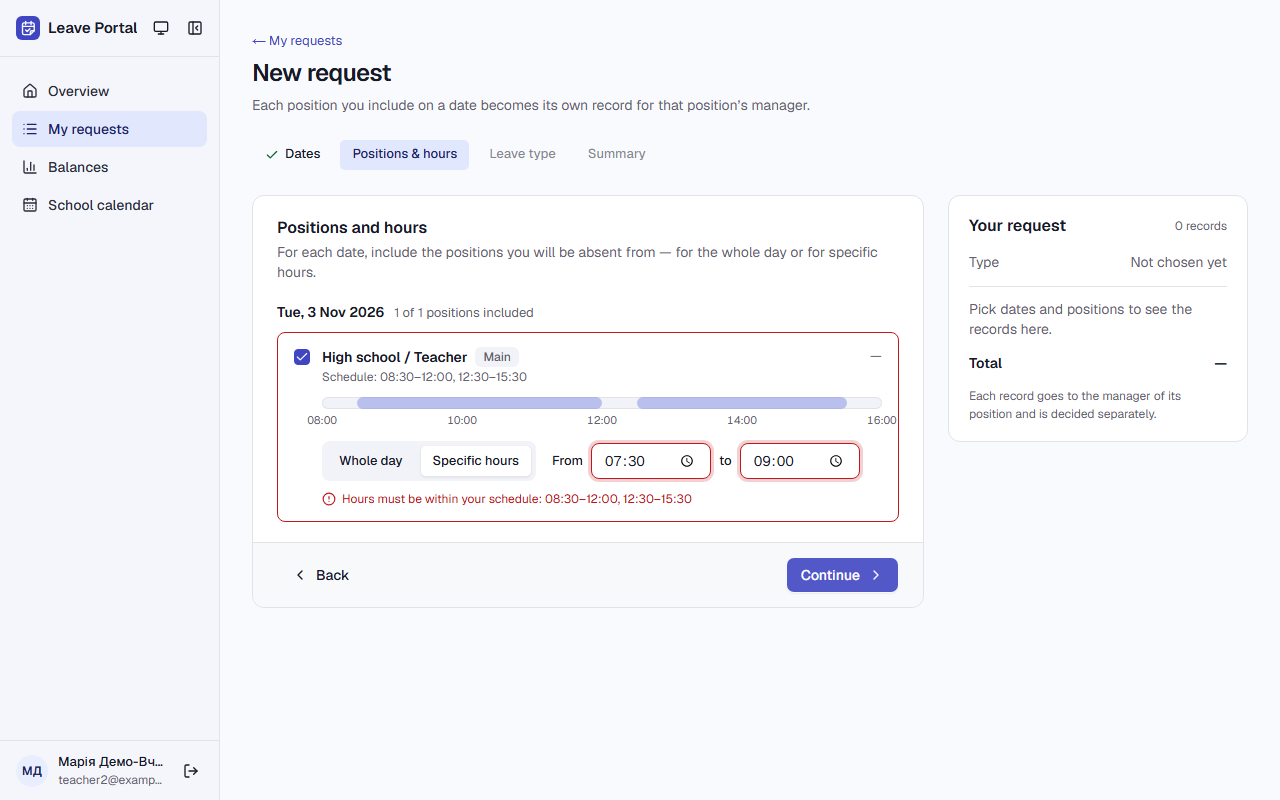 Leave Portal
Overview
My requests
Balances
School calendar
МД
Марія Демо-Вч...
teacher2@examp...
← My requests
New request
Each position you include on a date becomes its own record for that position's manager.
Dates
Positions & hours
Leave type
Summary
Positions and hours
For each date, include the positions you will be absent from — for the whole day or for specific
hours.
Tue, 3 Nov 2026 1 of 1 positions included
High school / Teacher Main —
Schedule: 08:30–12:00, 12:30–15:30
08:00 10:00 12:00 14:00 16:00
Whole day Specific hours From 07:30 to 09:00
Hours must be within your schedule: 08:30–12:00, 12:30–15:30
Back
Continue
Your request 0 records
Type Not chosen yet
Pick dates and positions to see the
records here.
Total —
Each record goes to the manager of its
position and is decided separately.